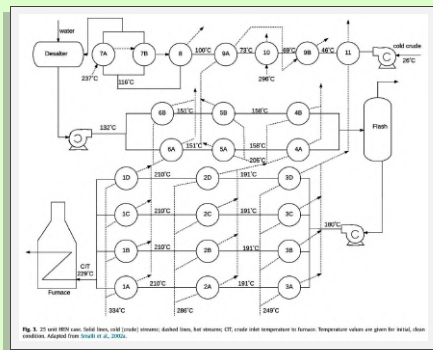 water
Desalter
7A
7B
8
100°C
9A
73°C
10
69°C
9B
46°C
11
cold crude
26°C
237°C
116°C
296°C
132°C
6B
151°C
5B
158°C
4B
Flash
6A
151°C
5A
158°C
4A
205°C
1D
210°C
2D
191°C
3D
1C
210°C
2C
191°C
3C
180°C
1B
210°C
2B
191°C
3B
CIT
229°C
Furnace
1A
210°C
2A
191°C
3A
334°C
286°C
249°C
Fig. 3. 25 unit HEN case. Solid lines, cold (crude) streams; dashed lines, hot streams; CIT, crude inlet temperature to furnace. Temperature values are given for initial, clean
condition. Adapted from Smaïli et al., 2002a.